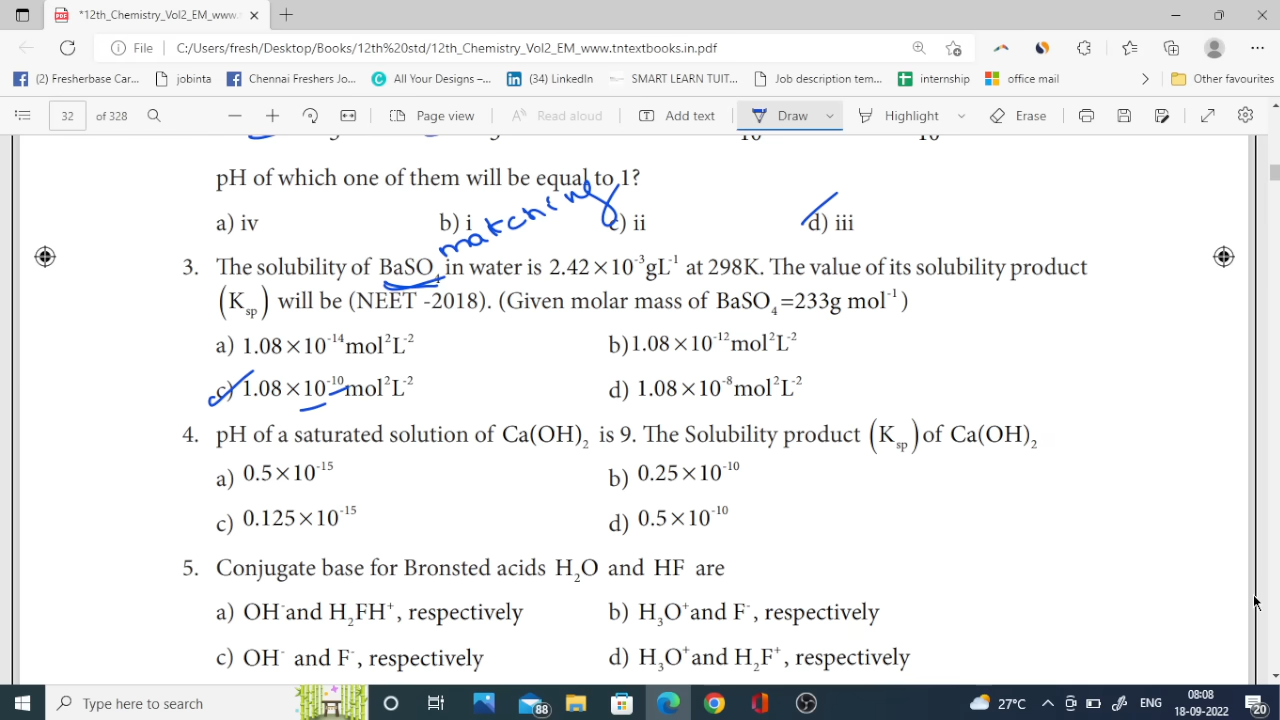 *12th_Chemistry_Vol2_EM_www.t
File C:/Users/fresh/Desktop/Books/12th%20std/12th_Chemistry_Vol2_EM_www.tntextbooks.in.pdf
(2) Fresherbase Car... jobinta Chennai Freshers Jo... All Your Designs –... (34) LinkedIn SMART LEARN TUIT... Job description tem... internship office mail Other favourites
32 of 328 Page view Read aloud Add text Draw Highlight Erase
pH of which one of them will be equal to 1?
a) iv b) i c) ii d) iii
matching
3. The solubility of BaSO₄ in water is 2.42×10⁻³gL⁻¹ at 298K. The value of its solubility product
(Kₛₚ) will be (NEET -2018). (Given molar mass of BaSO₄=233g mol⁻¹)
a) 1.08×10⁻¹⁴mol²L⁻² b)1.08×10⁻¹²mol²L⁻²
c) 1.08×10⁻¹⁰mol²L⁻² d) 1.08×10⁻⁸mol²L⁻²
4. pH of a saturated solution of Ca(OH)₂ is 9. The Solubility product (Kₛₚ) of Ca(OH)₂
a) 0.5×10⁻¹⁵ b) 0.25×10⁻¹⁰
c) 0.125×10⁻¹⁵ d) 0.5×10⁻¹⁰
5. Conjugate base for Bronsted acids H₂O and HF are
a) OH⁻and H₂FH⁺, respectively b) H₃O⁺and F⁻, respectively
c) OH⁻ and F⁻, respectively d) H₃O⁺and H₂F⁺, respectively
Type here to search 88 27°C ENG 08:08
18-09-2022 20